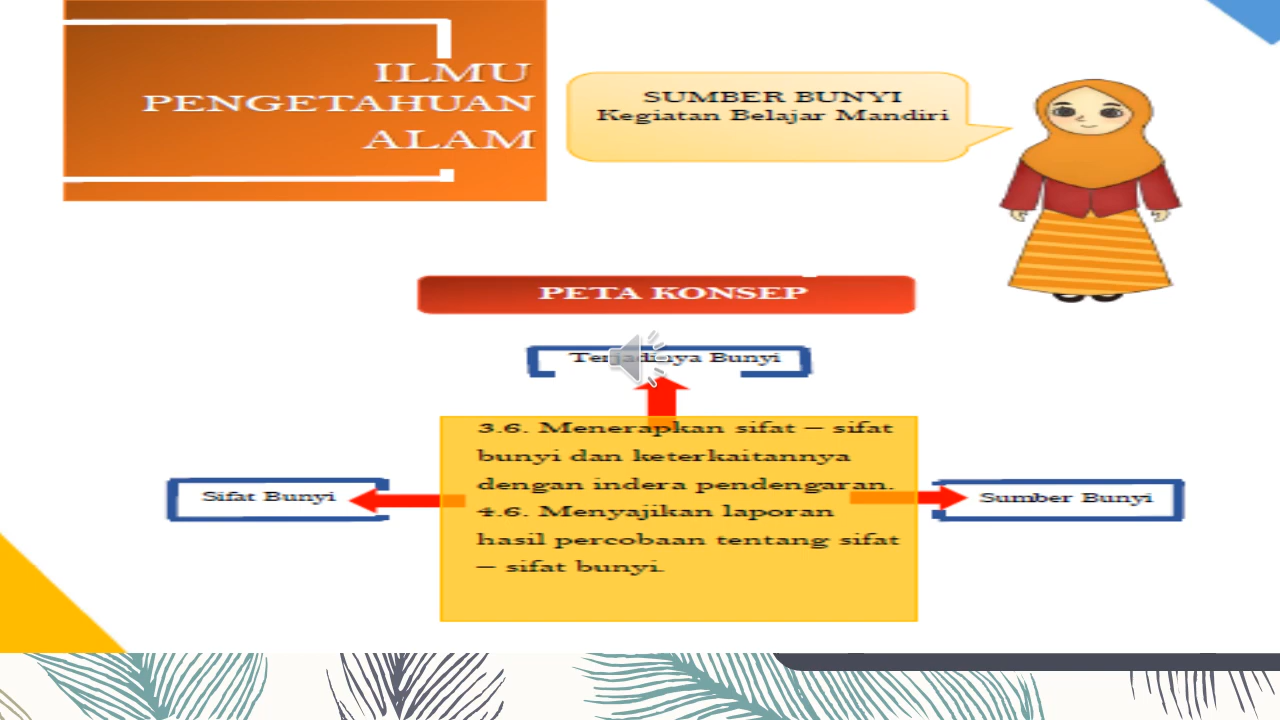 ILMU
PENGETAHUAN
ALAM
SUMBER BUNYI
Kegiatan Belajar Mandiri
PETA KONSEP
Terjadinya Bunyi
3.6. Menerapkan sifat – sifat
bunyi dan keterkaitannya
dengan indera pendengaran.
4.6. Menyajikan laporan
hasil percobaan tentang sifat
– sifat bunyi.
Sifat Bunyi
Sumber Bunyi